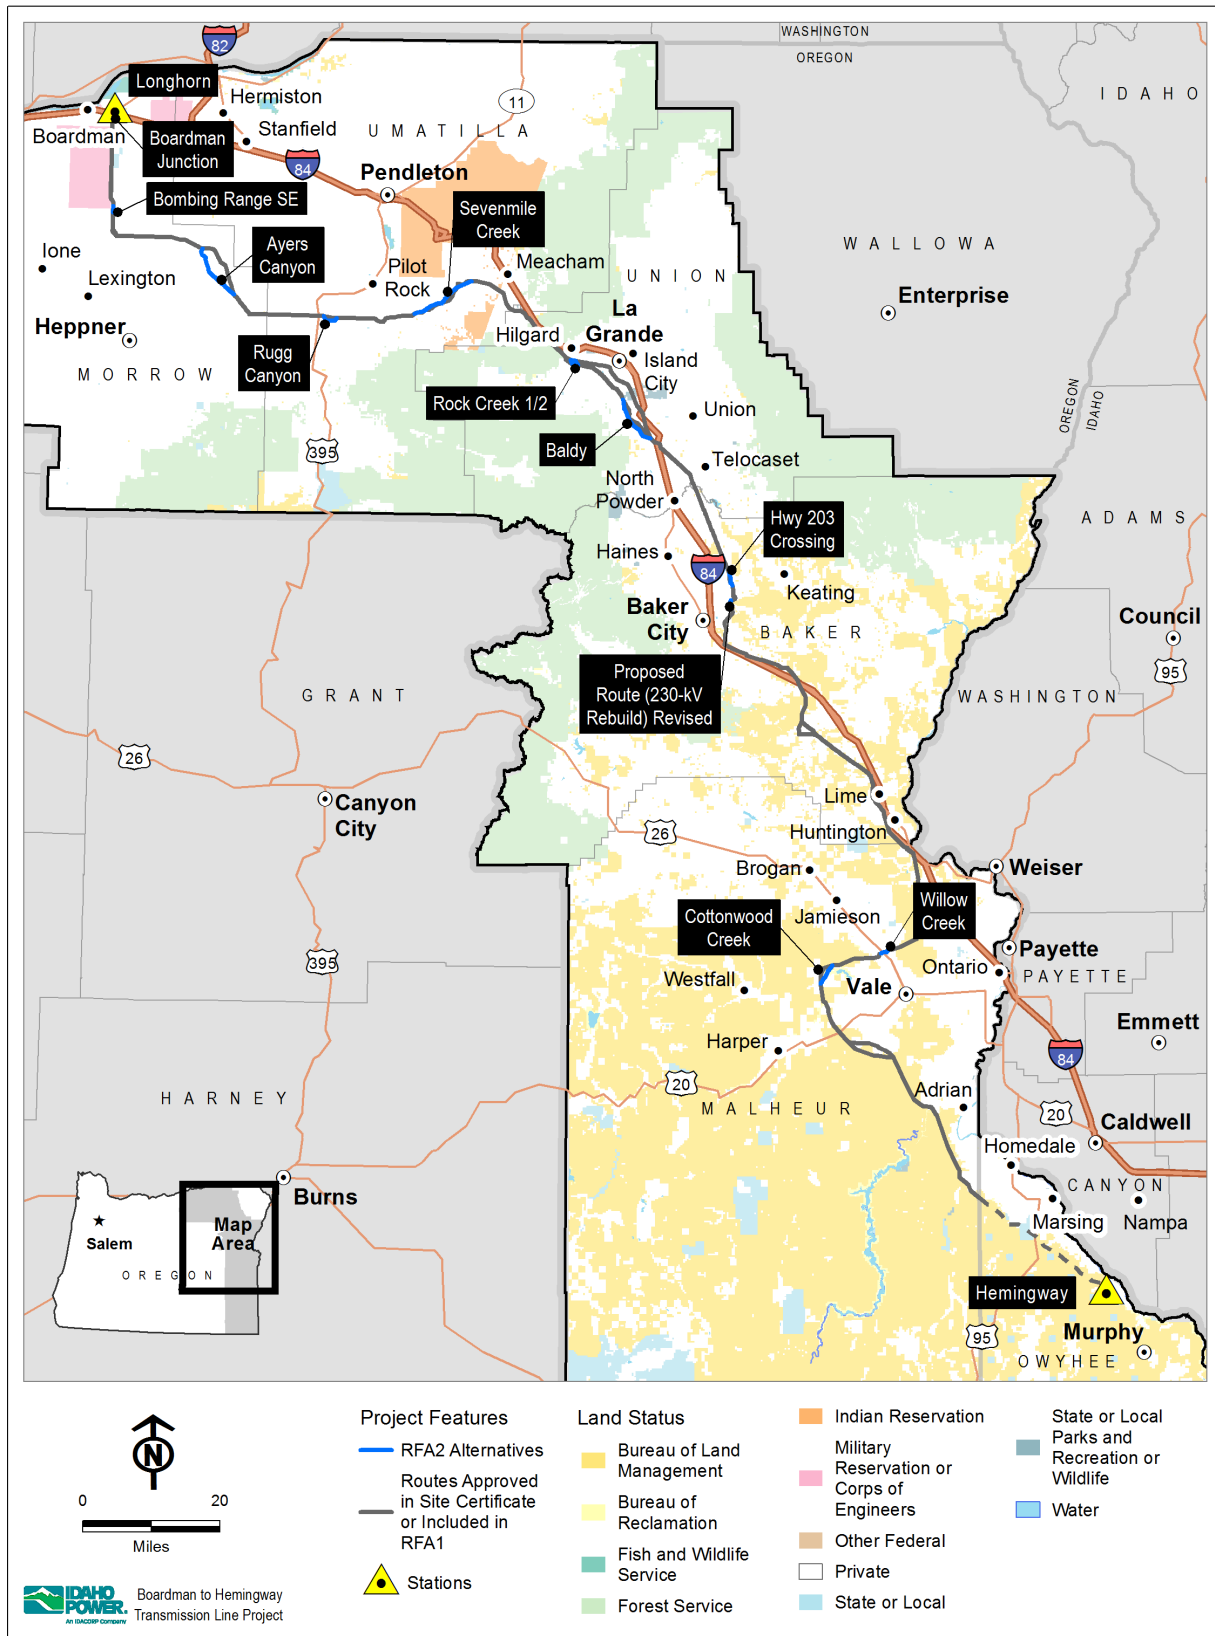 WASHINGTON
OREGON
82
Longhorn
Hermiston
11
IDAHO
Boardman
Boardman
Junction
Stanfield
UMATILLA
84
Pendleton
Bombing Range SE
Sevenmile
Creek
Ione
Ayers
Canyon
WALLOWA
Lexington
Pilot
Rock
Meacham
UNION
Enterprise
Heppner
La
Grande
Hilgard
Rugg
Canyon
Island
City
MORROW
Rock Creek 1/2
Union
OREGON
IDAHO
395
Baldy
Telocaset
North
Powder
Hwy 203
Crossing
ADAMS
Haines
84
Keating
Baker
City
BAKER
Council
Proposed
Route (230-kV
Rebuild) Revised
95
GRANT
WASHINGTON
26
Canyon
City
Lime
Huntington
26
Brogan
Weiser
Cottonwood
Creek
Jamieson
Willow
Creek
Payette
395
Westfall
Ontario
PAYETTE
Vale
Emmett
Harper
84
20
HARNEY
MALHEUR
Adrian
20
Caldwell
Homedale
Burns
CANYON
Marsing
Nampa
Map
Area
Salem
OREGON
Hemingway
95
Murphy
OWYHEE
N
0 20
Miles
IDAHO
POWER.
An IDACORP Company
Boardman to Hemingway
Transmission Line Project
Project Features
RFA2 Alternatives
Routes Approved
in Site Certificate
or Included in
RFA1
Stations
Land Status
Bureau of Land
Management
Bureau of
Reclamation
Fish and Wildlife
Service
Forest Service
Indian Reservation
Military
Reservation or
Corps of
Engineers
Other Federal
Private
State or Local
State or Local
Parks and
Recreation or
Wildlife
Water